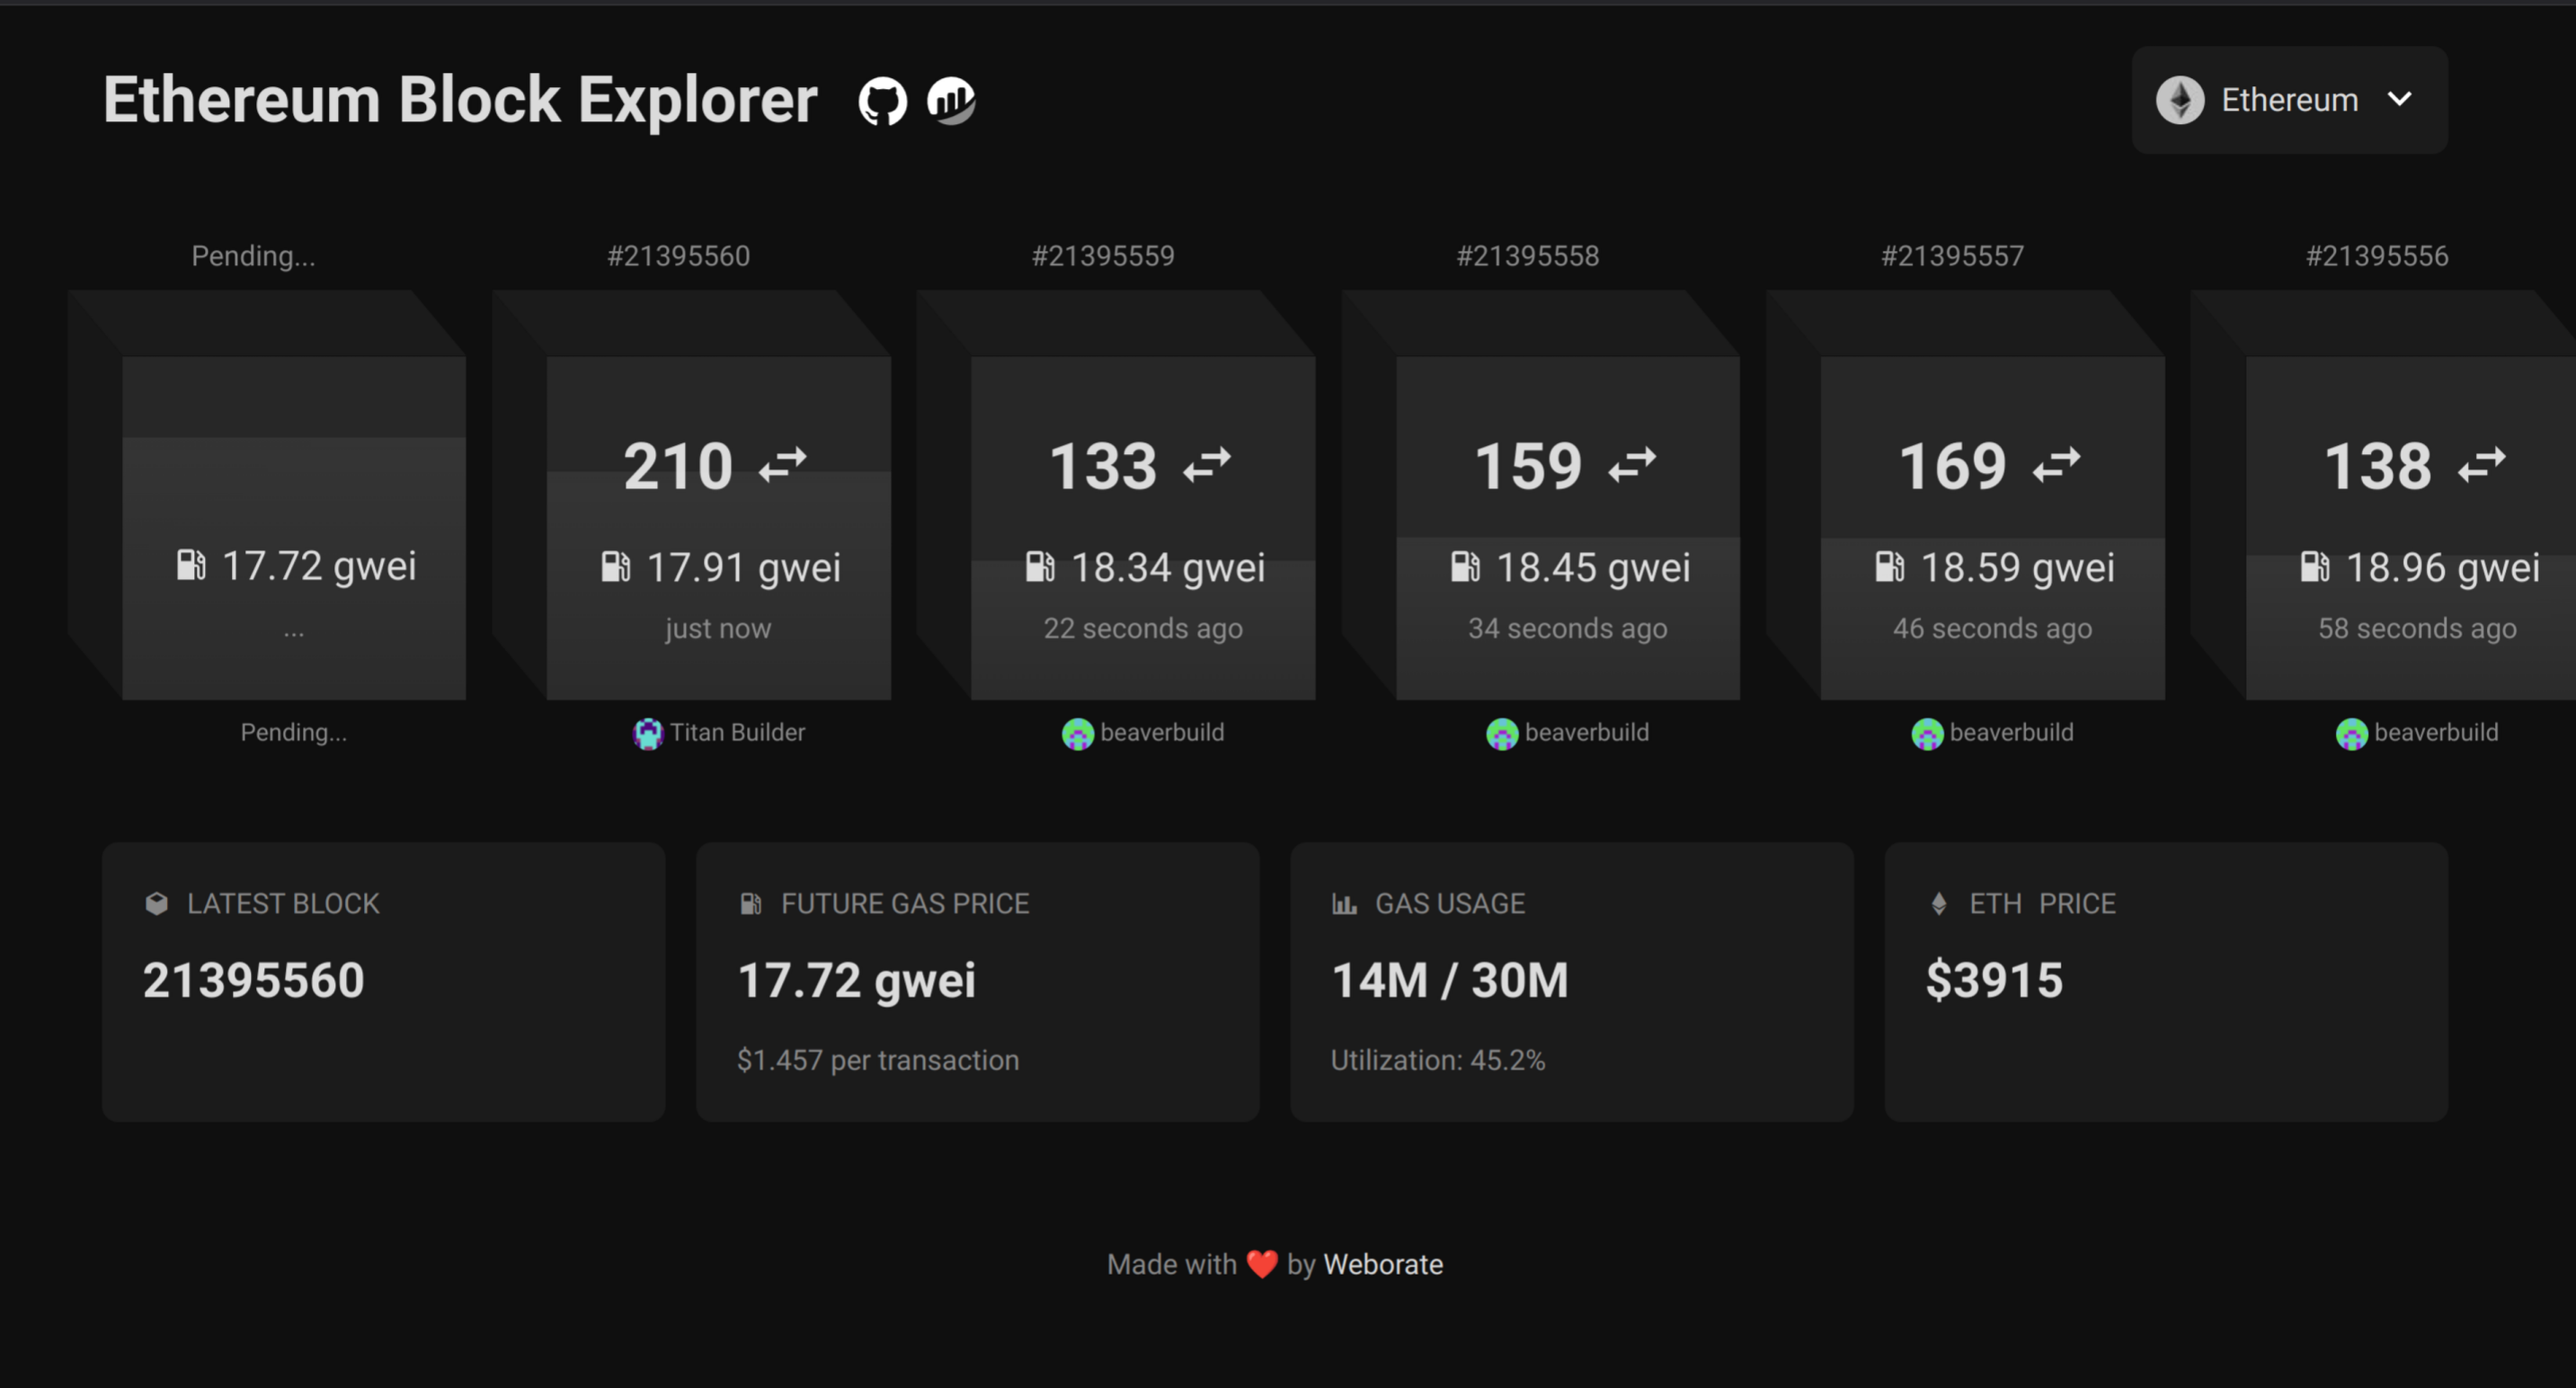 Ethereum Block Explorer
Ethereum
Pending...
#21395560
#21395559
#21395558
#21395557
#21395556
210
133
159
169
138
17.72 gwei
17.91 gwei
18.34 gwei
18.45 gwei
18.59 gwei
18.96 gwei
...
just now
22 seconds ago
34 seconds ago
46 seconds ago
58 seconds ago
Pending...
Titan Builder
beaverbuild
beaverbuild
beaverbuild
beaverbuild
LATEST BLOCK
21395560
FUTURE GAS PRICE
17.72 gwei
$1.457 per transaction
GAS USAGE
14M / 30M
Utilization: 45.2%
ETH PRICE
$3915
Made with ❤️ by Weborate